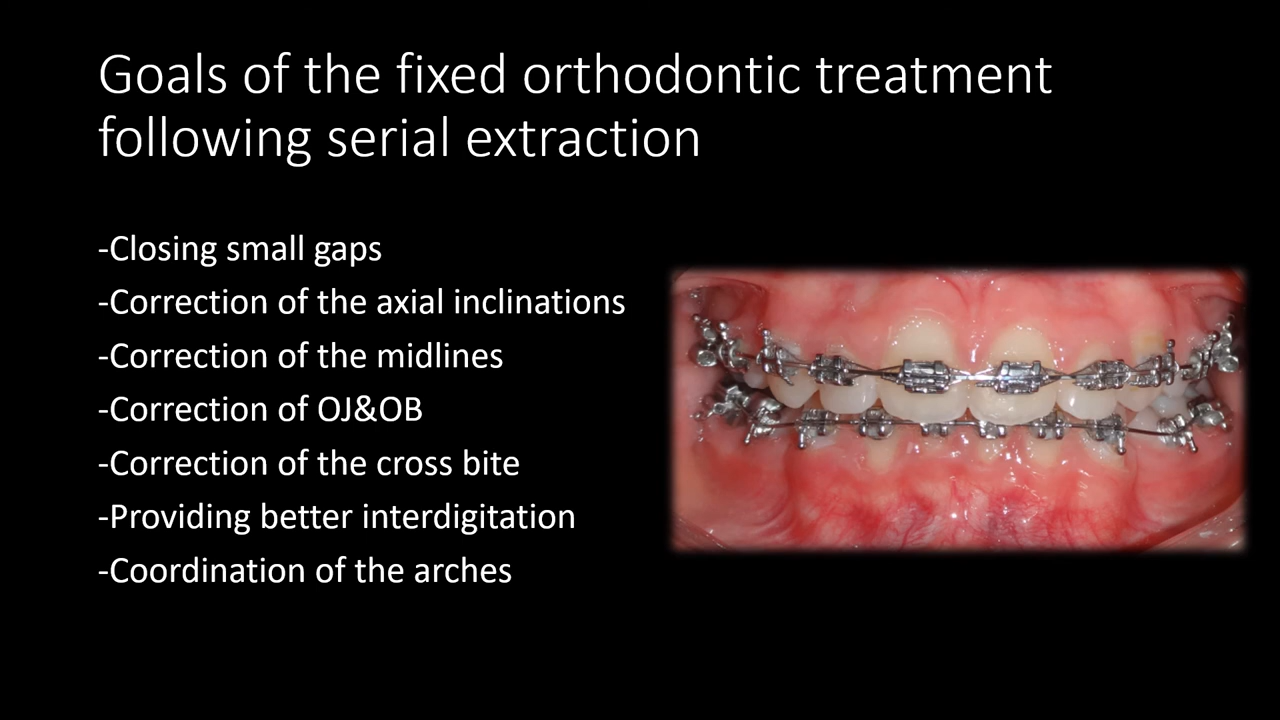 Goals of the fixed orthodontic treatment
following serial extraction
-Closing small gaps
-Correction of the axial inclinations
-Correction of the midlines
-Correction of OJ&OB
-Correction of the cross bite
-Providing better interdigitation
-Coordination of the arches